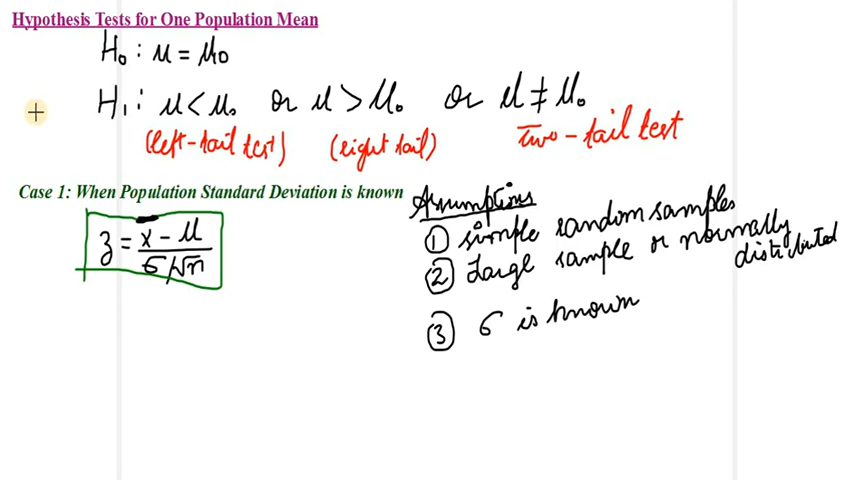 Hypothesis Tests for One Population Mean
H₀ : μ = μ₀
H₁ : μ < μ₀ or μ > μ₀ or μ ≠ μ₀
(left-tail test) (right tail) Two-tail test
Case 1: When Population Standard Deviation is known
z = (x̄ - μ) / (σ/√n)
Assumptions
① simple random samples
② Large sample or normally
distributed
③ σ is known